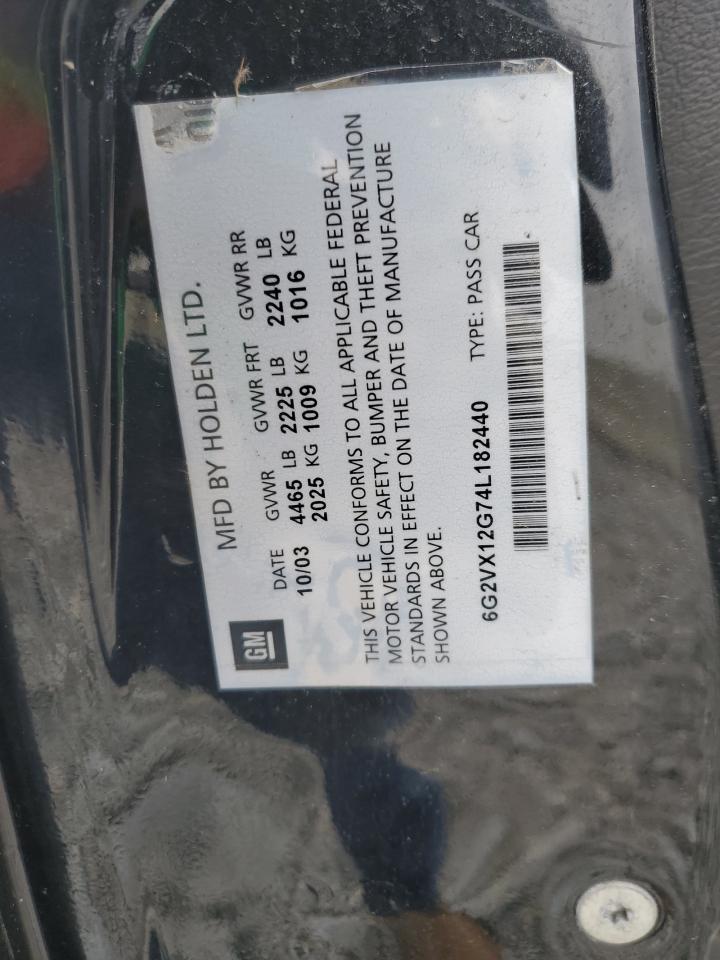 GM
MFD BY HOLDEN LTD.
DATE GVWR GVWR FRT GVWR RR
10/03 4465 LB 2225 LB 2240 LB
2025 KG 1009 KG 1016 KG
THIS VEHICLE CONFORMS TO ALL APPLICABLE FEDERAL
MOTOR VEHICLE SAFETY, BUMPER AND THEFT PREVENTION
STANDARDS IN EFFECT ON THE DATE OF MANUFACTURE
SHOWN ABOVE.
6G2VX12G74L182440 TYPE: PASS CAR